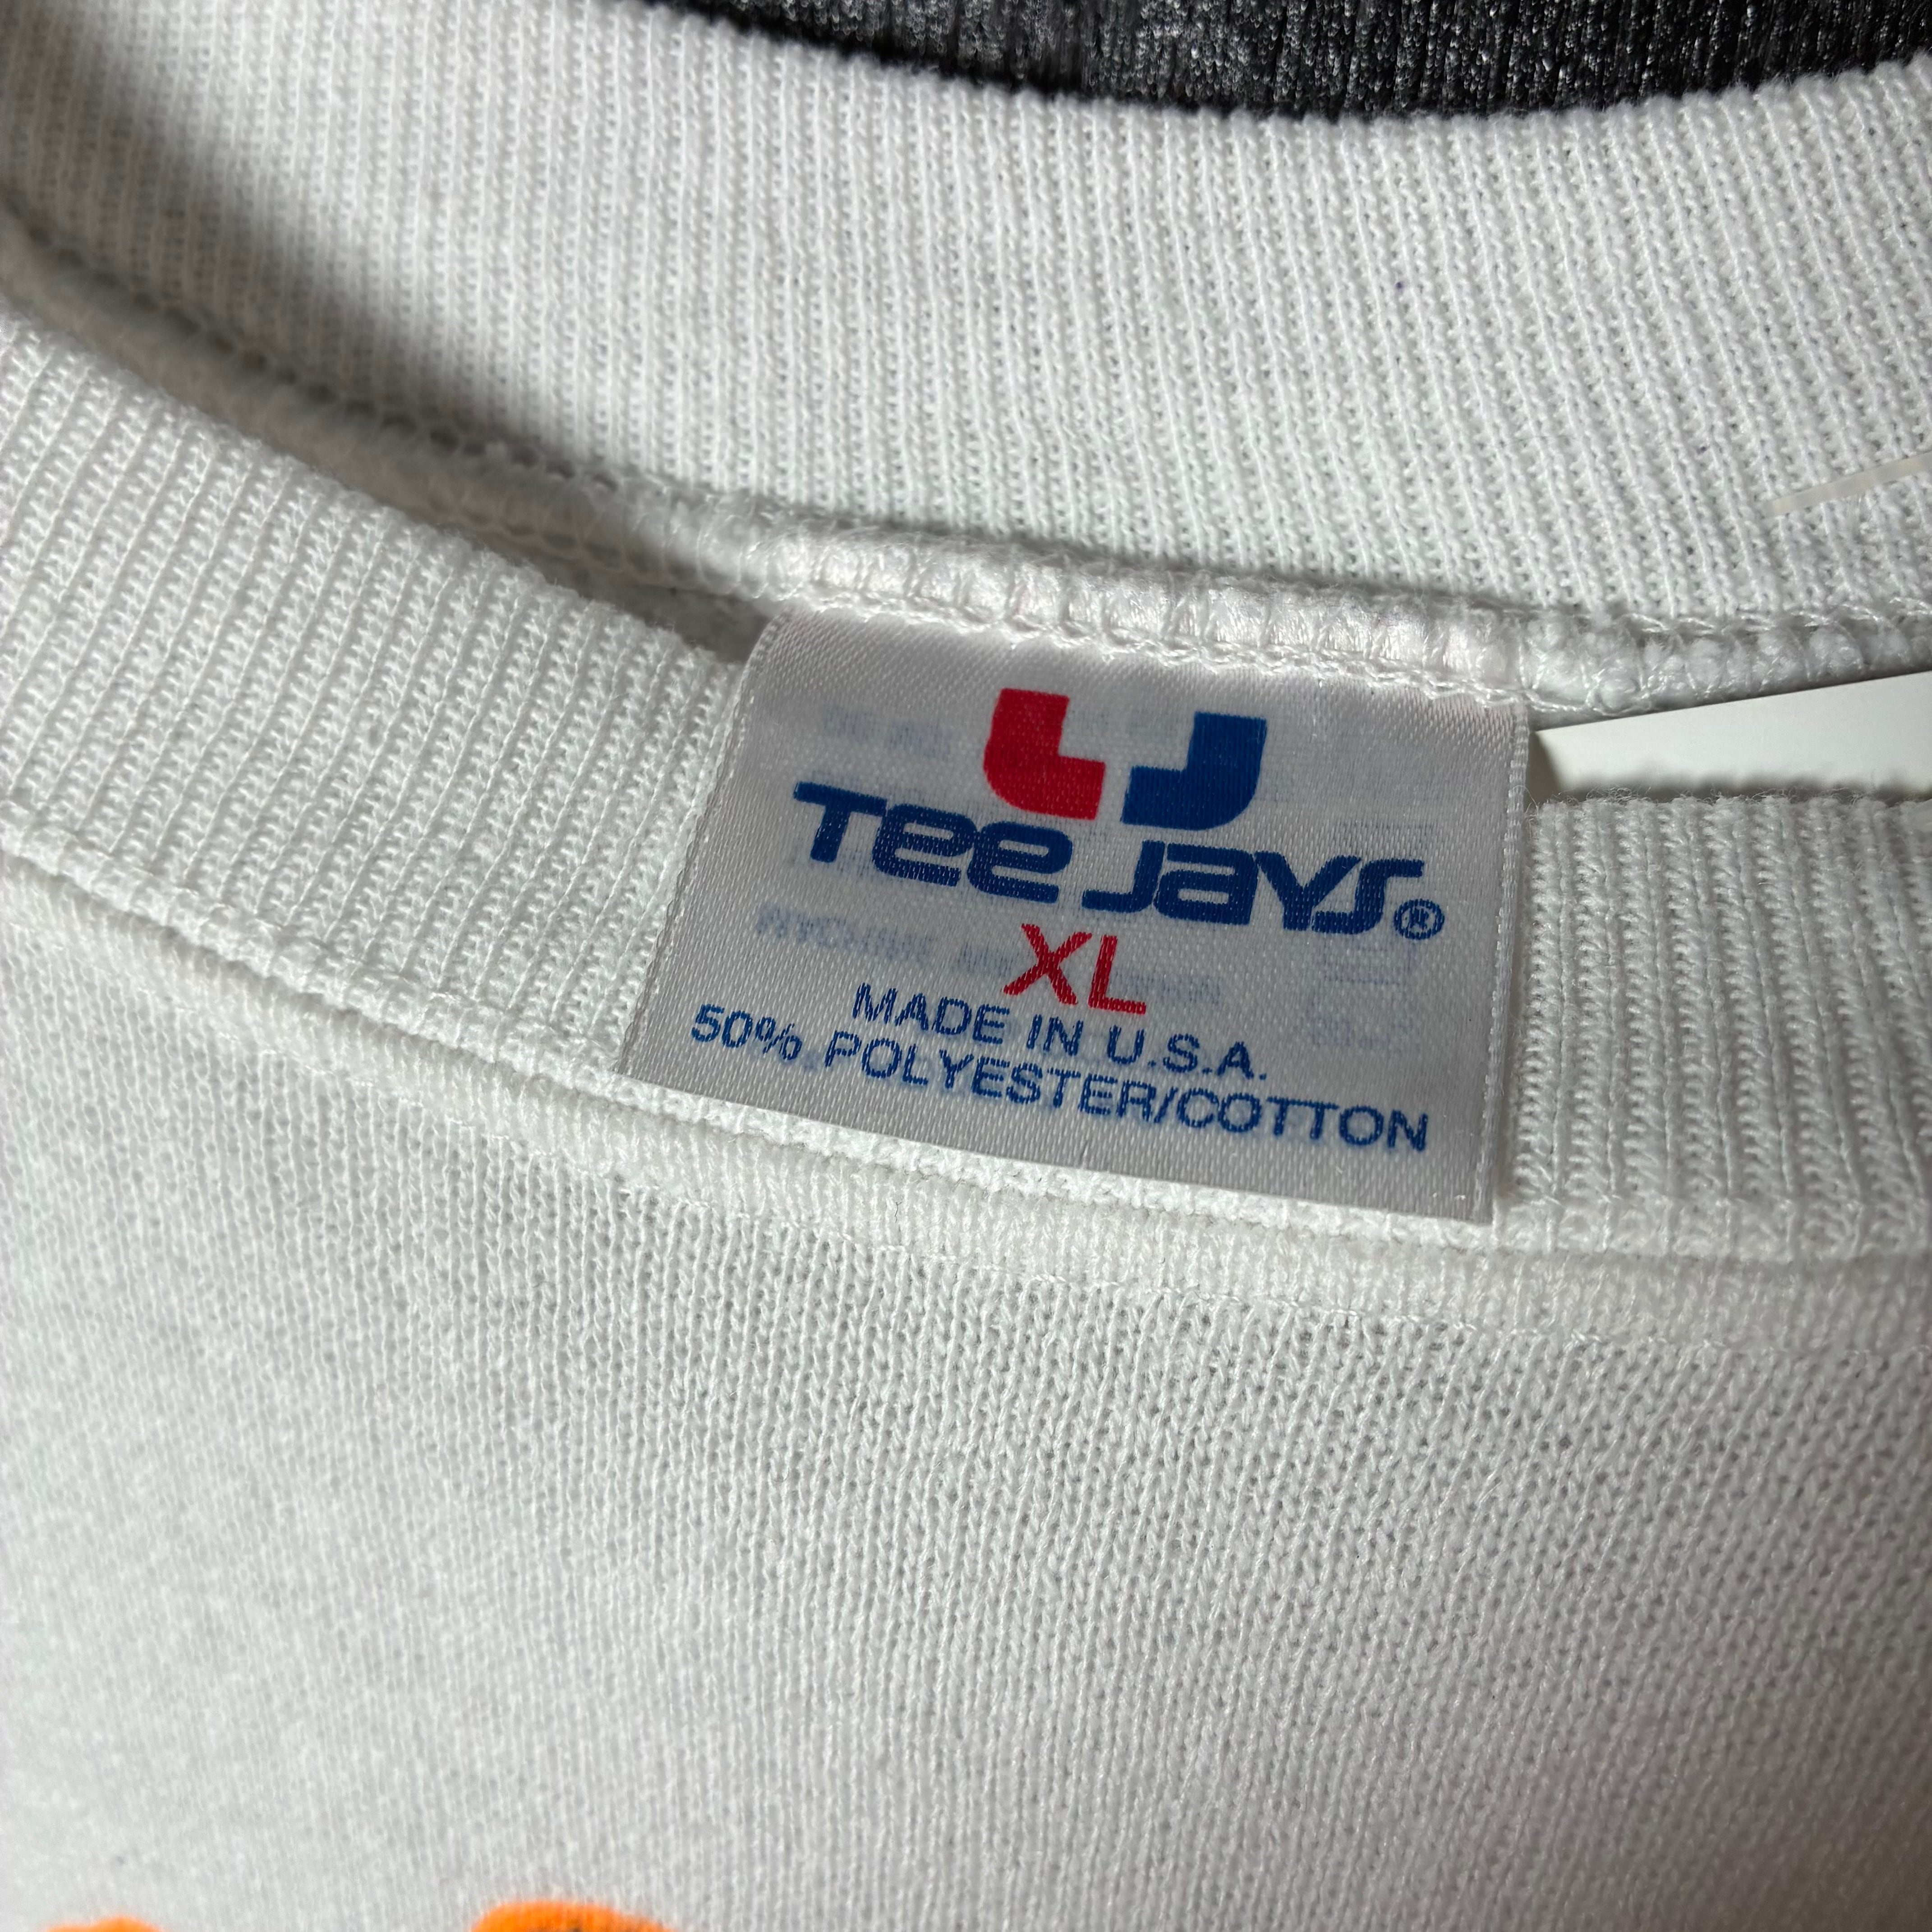 Tee Jays®
XL
MADE IN U.S.A.
50% POLYESTER/COTTON